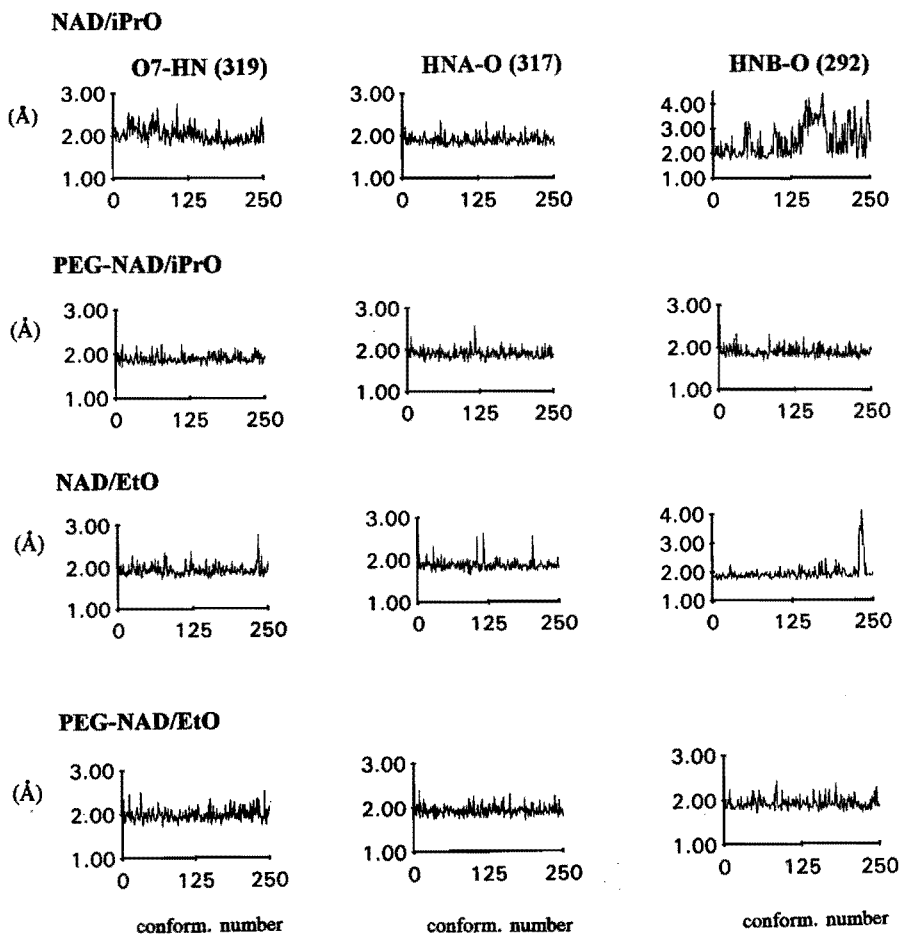 NAD/iPrO
O7-HN (319) HNA-O (317) HNB-O (292)
(Å) 3.00 2.00 1.00 0 125 250
3.00 2.00 1.00 0 125 250
4.00 3.00 2.00 1.00 0 125 250
PEG-NAD/iPrO
(Å) 3.00 2.00 1.00 0 125 250
3.00 2.00 1.00 0 125 250
3.00 2.00 1.00 0 125 250
NAD/EtO
(Å) 3.00 2.00 1.00 0 125 250
3.00 2.00 1.00 0 125 250
4.00 3.00 2.00 1.00 0 125 250
PEG-NAD/EtO
(Å) 3.00 2.00 1.00 0 125 250
3.00 2.00 1.00 0 125 250
3.00 2.00 1.00 0 125 250
conform. number conform. number conform. number